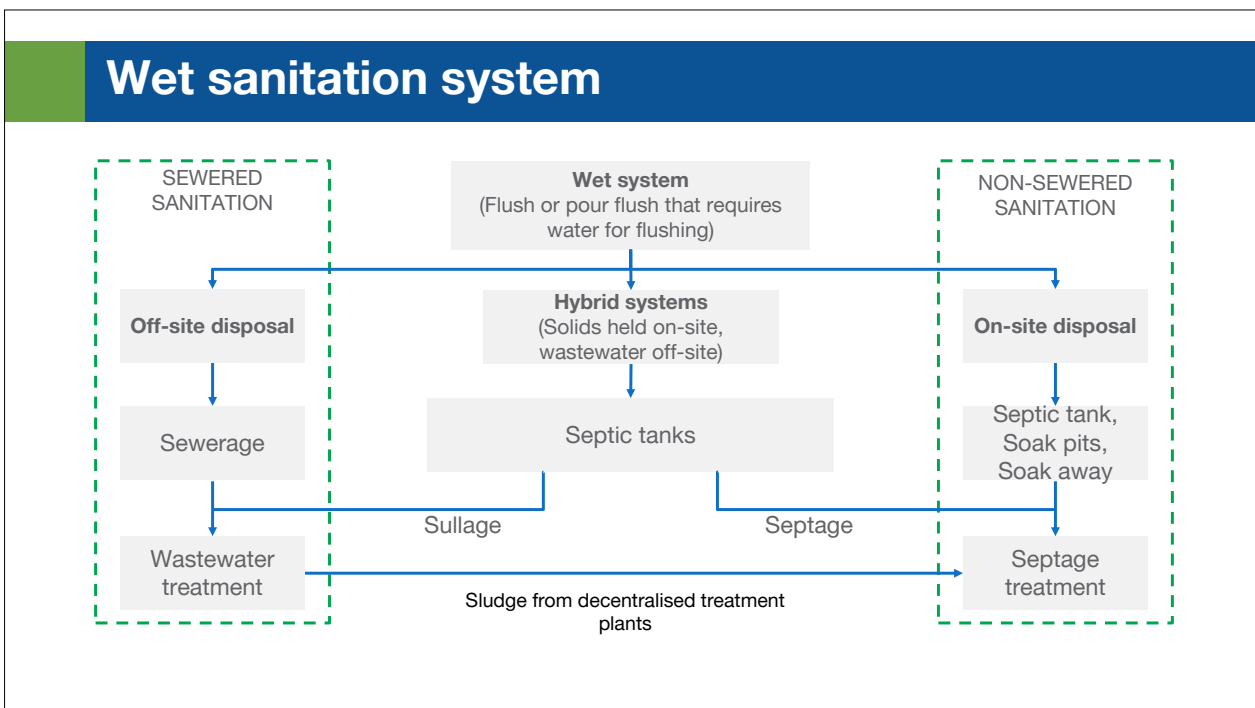 Wet sanitation system
SEWERED
SANITATION
Wet system
(Flush or pour flush that requires
water for flushing)
NON-SEWERED
SANITATION
Off-site disposal
Hybrid systems
(Solids held on-site,
wastewater off-site)
On-site disposal
Sewerage
Septic tanks
Septic tank,
Soak pits,
Soak away
Sullage
Septage
Wastewater
treatment
Sludge from decentralised treatment
plants
Septage
treatment